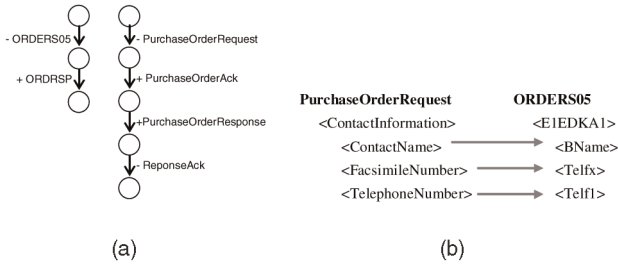 - ORDERS05
+ ORDRSP
- PurchaseOrderRequest
+ PurchaseOrderAck
+PurchaseOrderResponse
- ReponseAck
(a)
PurchaseOrderRequest ORDERS05
<ContactInformation> <E1EDKA1>
<ContactName> <BName>
<FacsimileNumber> <Telfx>
<TelephoneNumber> <Telf1>
(b)